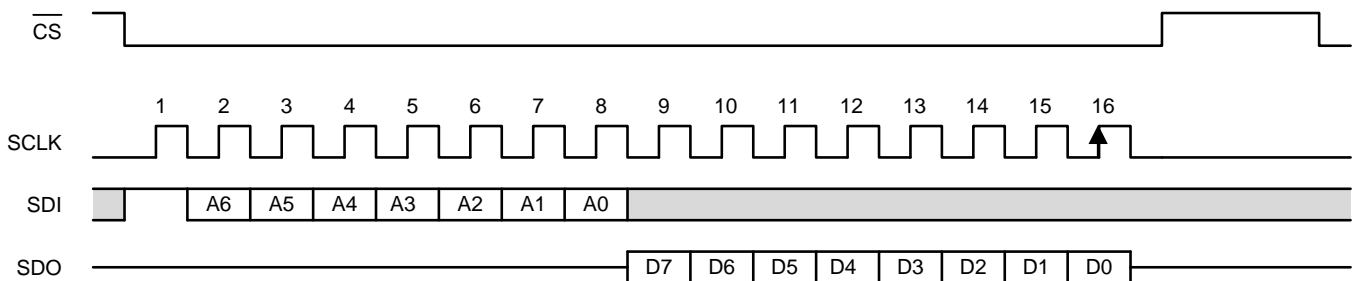 CS
1 2 3 4 5 6 7 8 9 10 11 12 13 14 15 16
SCLK
SDI A6 A5 A4 A3 A2 A1 A0
SDO D7 D6 D5 D4 D3 D2 D1 D0